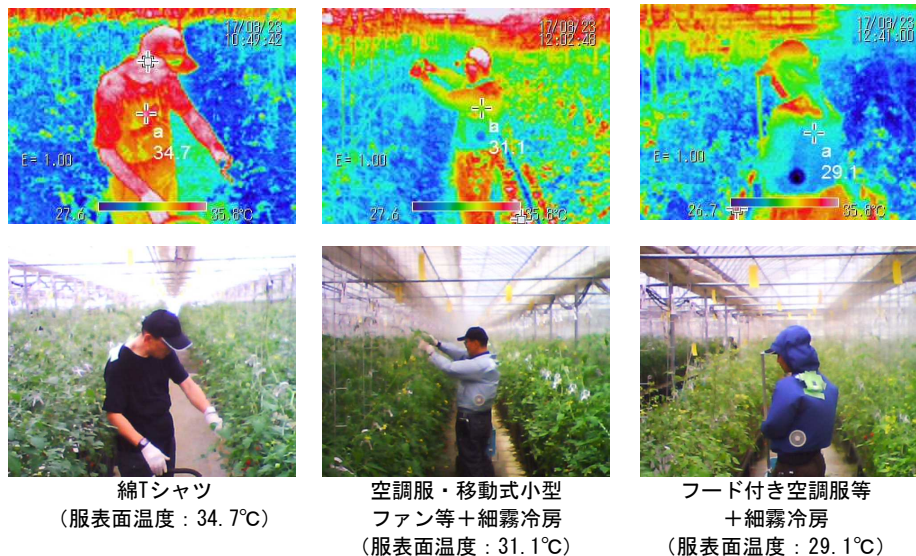 17/08/23
10:47:42
a
34.7
E= 1.00
27.6
35.8℃
17/08/23
12:02:48
a
31.1
E= 1.00
27.6
35.8℃
17/08/23
12:41:00
a
29.1
E= 1.00
26.7
35.8℃
綿Tシャツ
（服表面温度：34.7℃）
空調服・移動式小型
ファン等＋細霧冷房
（服表面温度：31.1℃）
フード付き空調服等
＋細霧冷房
（服表面温度：29.1℃）